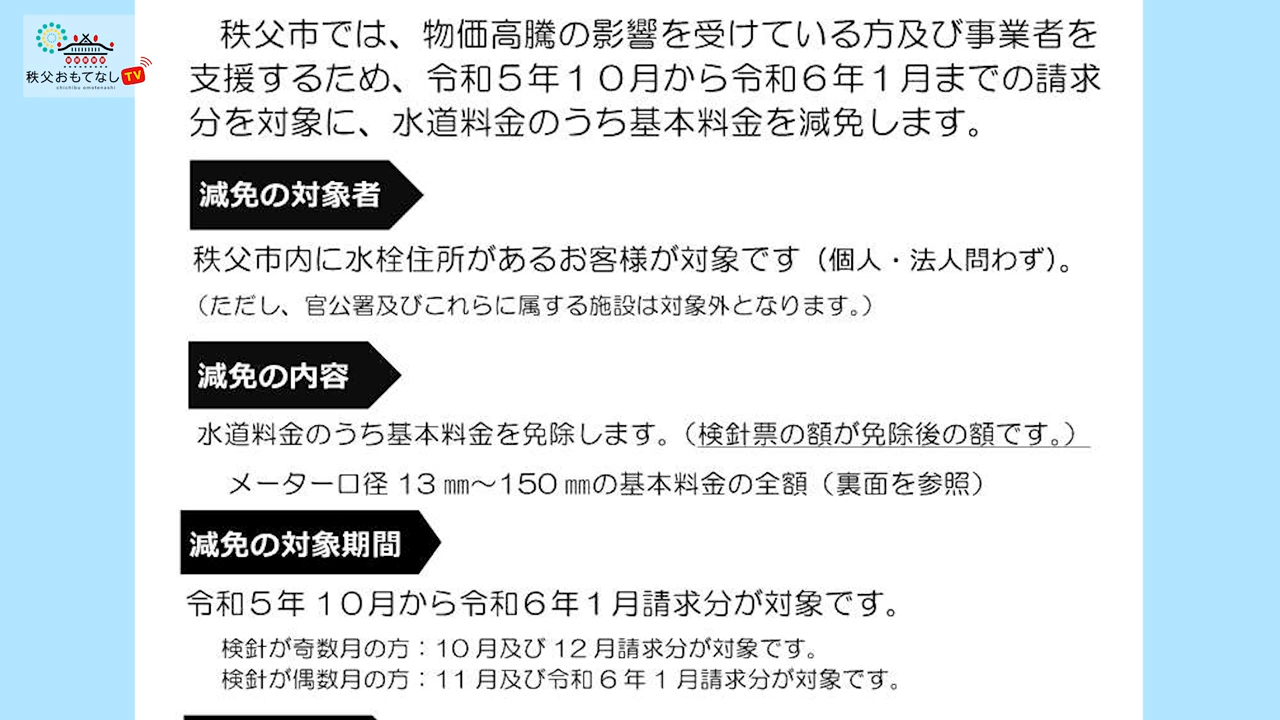 秩父おもてなしTV
chichibu omotenashi
秩父市では、物価高騰の影響を受けている方及び事業者を
支援するため、令和５年１０月から令和６年１月までの請求
分を対象に、水道料金のうち基本料金を減免します。
減免の対象者
秩父市内に水栓住所があるお客様が対象です（個人・法人問わず）。
（ただし、官公署及びこれらに属する施設は対象外となります。）
減免の内容
水道料金のうち基本料金を免除します。（検針票の額が免除後の額です。）
メーター口径 13 ㎜～150 ㎜の基本料金の全額（裏面を参照）
減免の対象期間
令和５年 １０月から令和６年１月請求分が対象です。
検針が奇数月の方：10 月及び 12 月請求分が対象です。
検針が偶数月の方：11 月及び令和 6 年 1 月請求分が対象です。